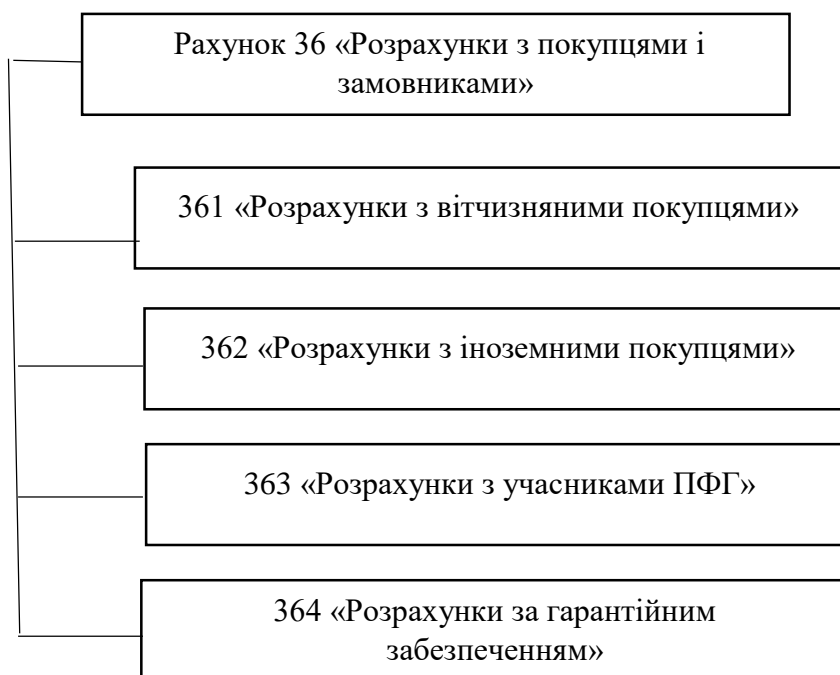 Рахунок 36 «Розрахунки з покупцями і
замовниками»
361 «Розрахунки з вітчизняними покупцями»
362 «Розрахунки з іноземними покупцями»
363 «Розрахунки з учасниками ПФГ»
364 «Розрахунки за гарантійним
забезпеченням»